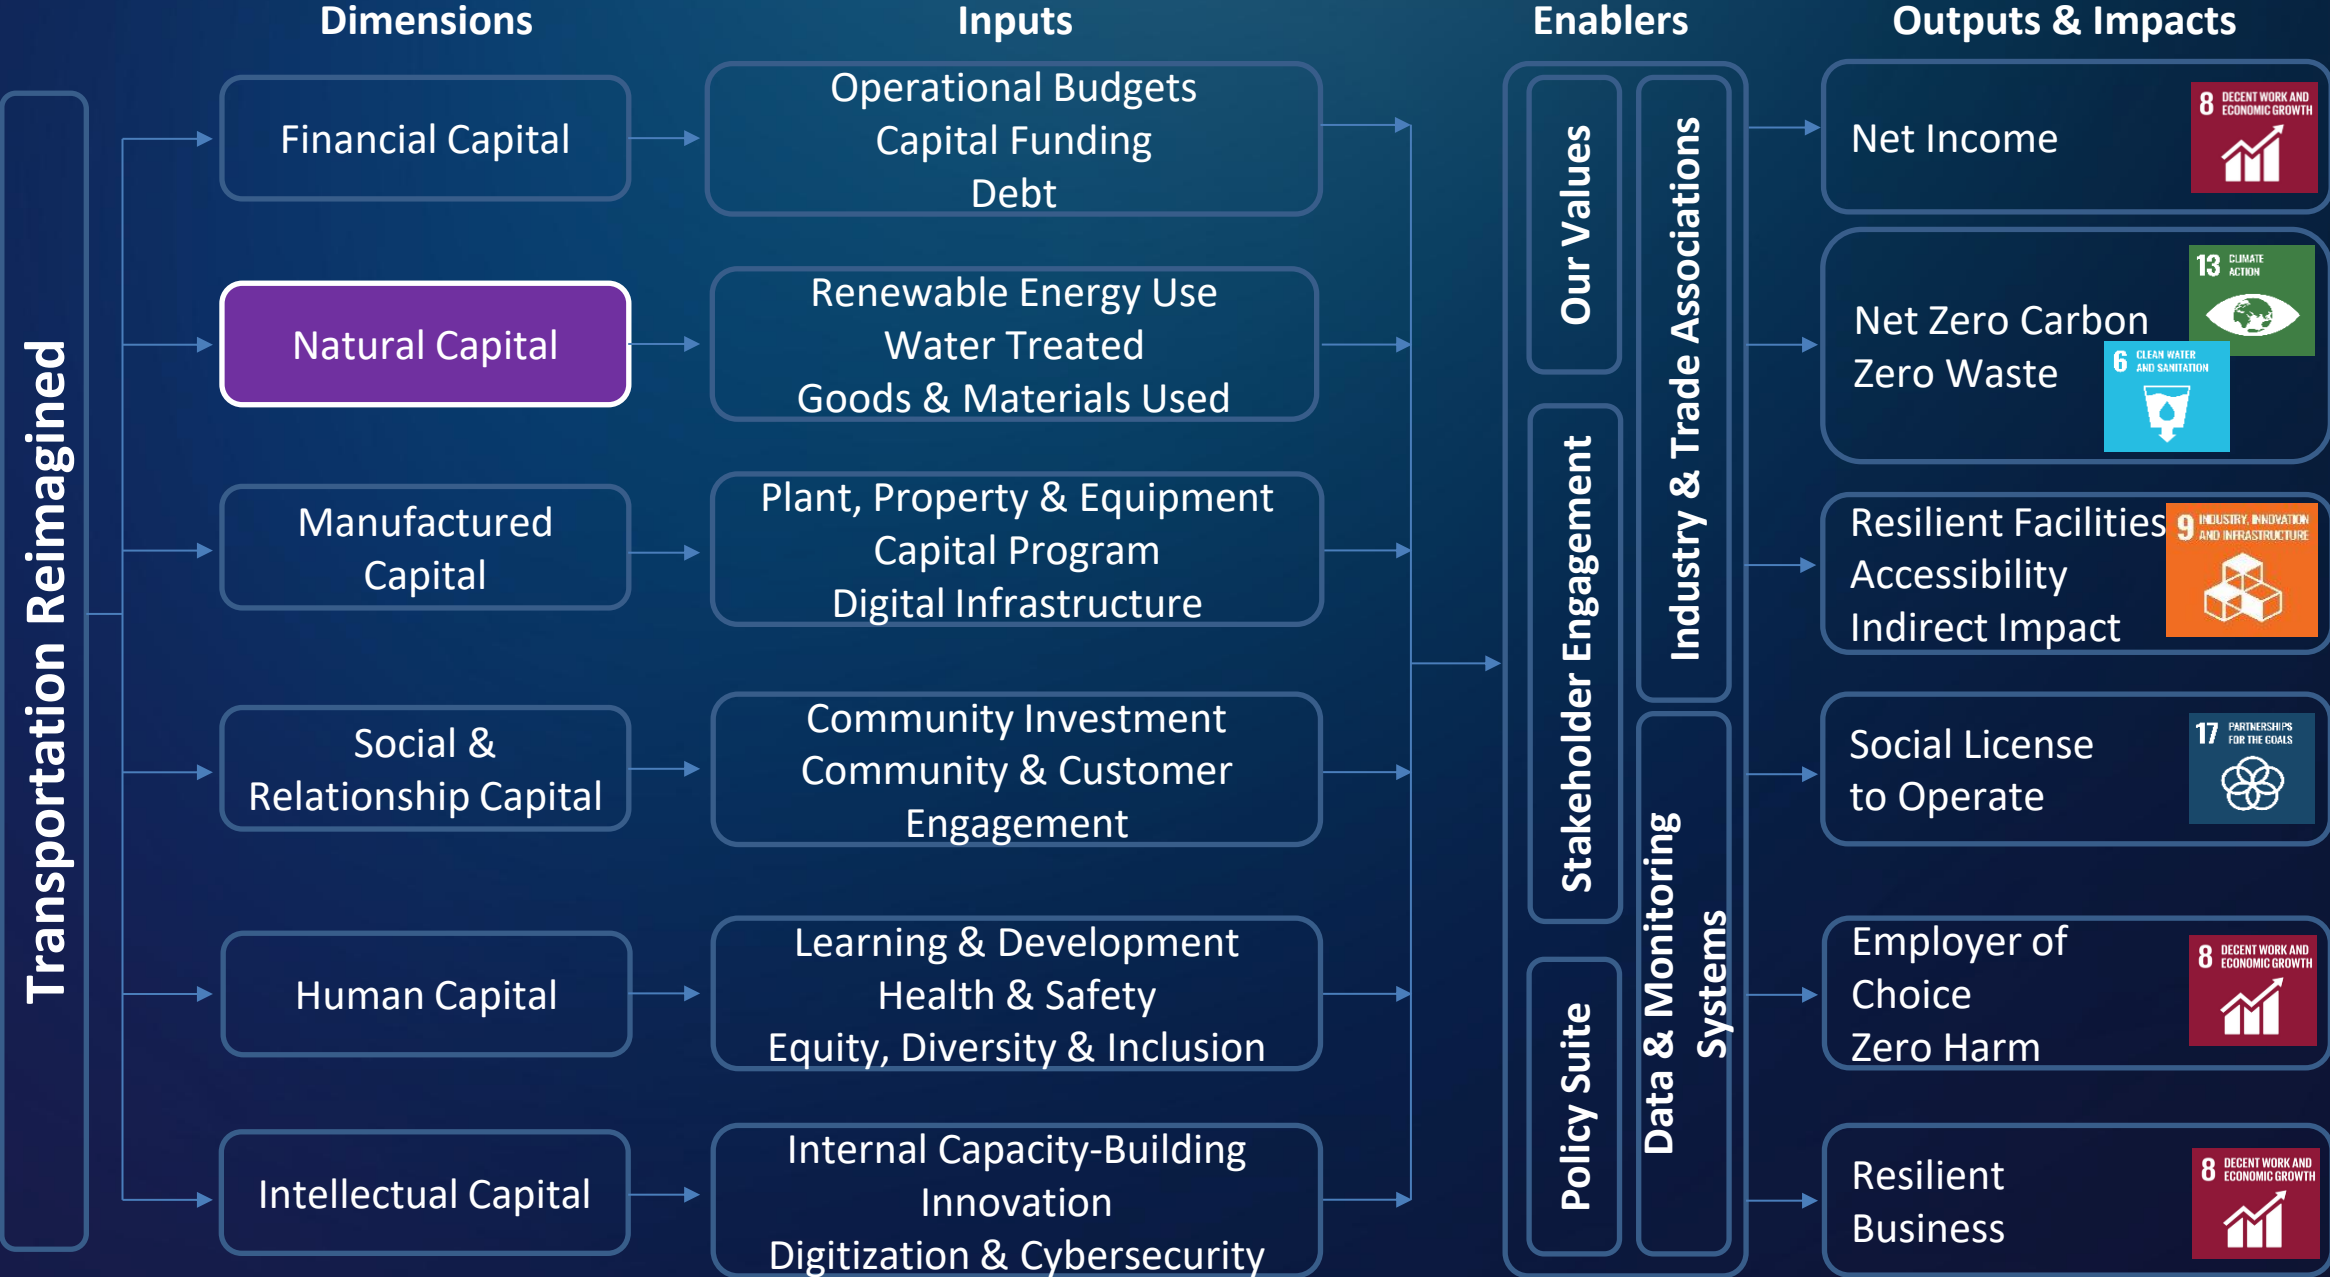 Dimensions
Inputs
Enablers
Outputs & Impacts
Transportation Reimagined
Financial Capital
Operational Budgets
Capital Funding
Debt
Natural Capital
Renewable Energy Use
Water Treated
Goods & Materials Used
Manufactured
Capital
Plant, Property & Equipment
Capital Program
Digital Infrastructure
Social &
Relationship Capital
Community Investment
Community & Customer
Engagement
Human Capital
Learning & Development
Health & Safety
Equity, Diversity & Inclusion
Intellectual Capital
Internal Capacity-Building
Innovation
Digitization & Cybersecurity
Our Values
Stakeholder Engagement
Policy Suite
Industry & Trade Associations
Data & Monitoring
Systems
Net Income
8 DECENT WORK AND
ECONOMIC GROWTH
Net Zero Carbon
Zero Waste
13 CLIMATE
ACTION
6 CLEAN WATER
AND SANITATION
Resilient Facilities
Accessibility
Indirect Impact
9 INDUSTRY, INNOVATION
AND INFRASTRUCTURE
Social License
to Operate
17 PARTNERSHIPS
FOR THE GOALS
Employer of
Choice
Zero Harm
8 DECENT WORK AND
ECONOMIC GROWTH
Resilient
Business
8 DECENT WORK AND
ECONOMIC GROWTH